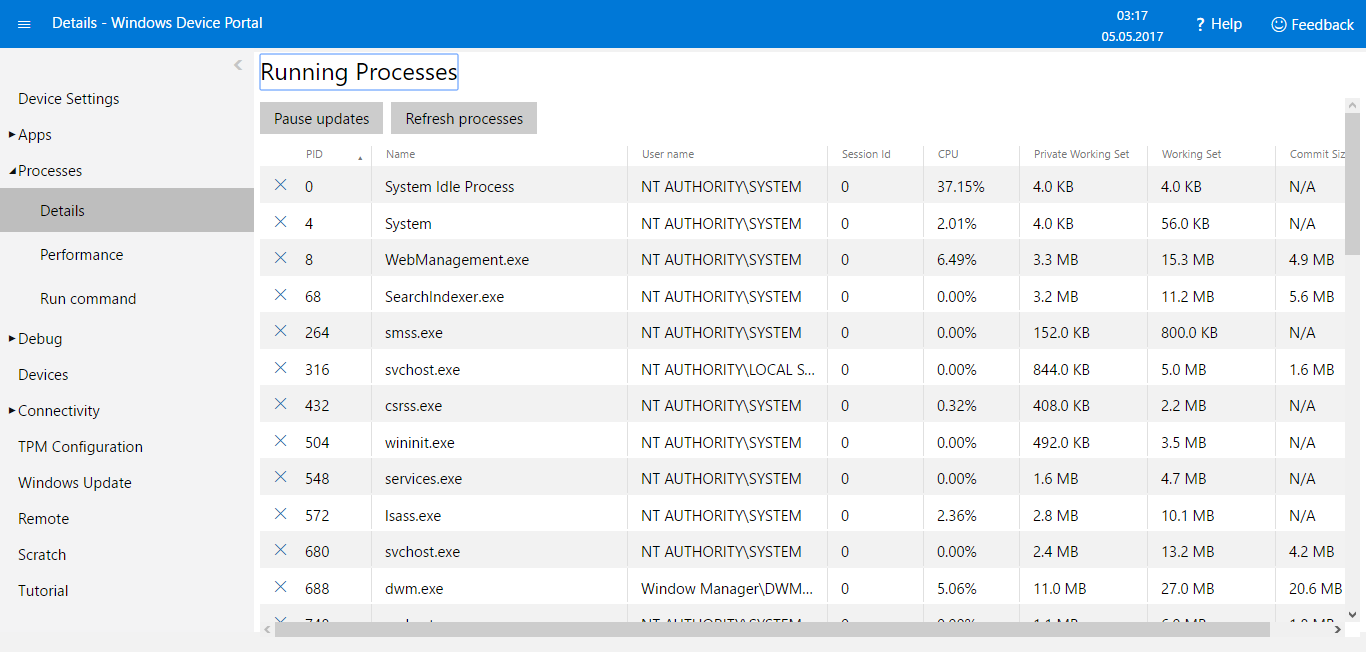 Details - Windows Device Portal
03:17
05.05.2017
? Help
Feedback
Device Settings
Apps
Processes
Details
Performance
Run command
Debug
Devices
Connectivity
TPM Configuration
Windows Update
Remote
Scratch
Tutorial
Running Processes
Pause updates Refresh processes
PID Name User name Session Id CPU Private Working Set Working Set Commit Siz
0 System Idle Process NT AUTHORITY\SYSTEM 0 37.15% 4.0 KB 4.0 KB N/A
4 System NT AUTHORITY\SYSTEM 0 2.01% 4.0 KB 56.0 KB N/A
8 WebManagement.exe NT AUTHORITY\SYSTEM 0 6.49% 3.3 MB 15.3 MB 4.9 MB
68 SearchIndexer.exe NT AUTHORITY\SYSTEM 0 0.00% 3.2 MB 11.2 MB 5.6 MB
264 smss.exe NT AUTHORITY\SYSTEM 0 0.00% 152.0 KB 800.0 KB N/A
316 svchost.exe NT AUTHORITY\LOCAL S... 0 0.00% 844.0 KB 5.0 MB 1.6 MB
432 csrss.exe NT AUTHORITY\SYSTEM 0 0.32% 408.0 KB 2.2 MB N/A
504 wininit.exe NT AUTHORITY\SYSTEM 0 0.00% 492.0 KB 3.5 MB N/A
548 services.exe NT AUTHORITY\SYSTEM 0 0.00% 1.6 MB 4.7 MB N/A
572 lsass.exe NT AUTHORITY\SYSTEM 0 2.36% 2.8 MB 10.1 MB N/A
680 svchost.exe NT AUTHORITY\SYSTEM 0 0.00% 2.4 MB 13.2 MB 4.2 MB
688 dwm.exe Window Manager\DWM... 0 5.06% 11.0 MB 27.0 MB 20.6 MB